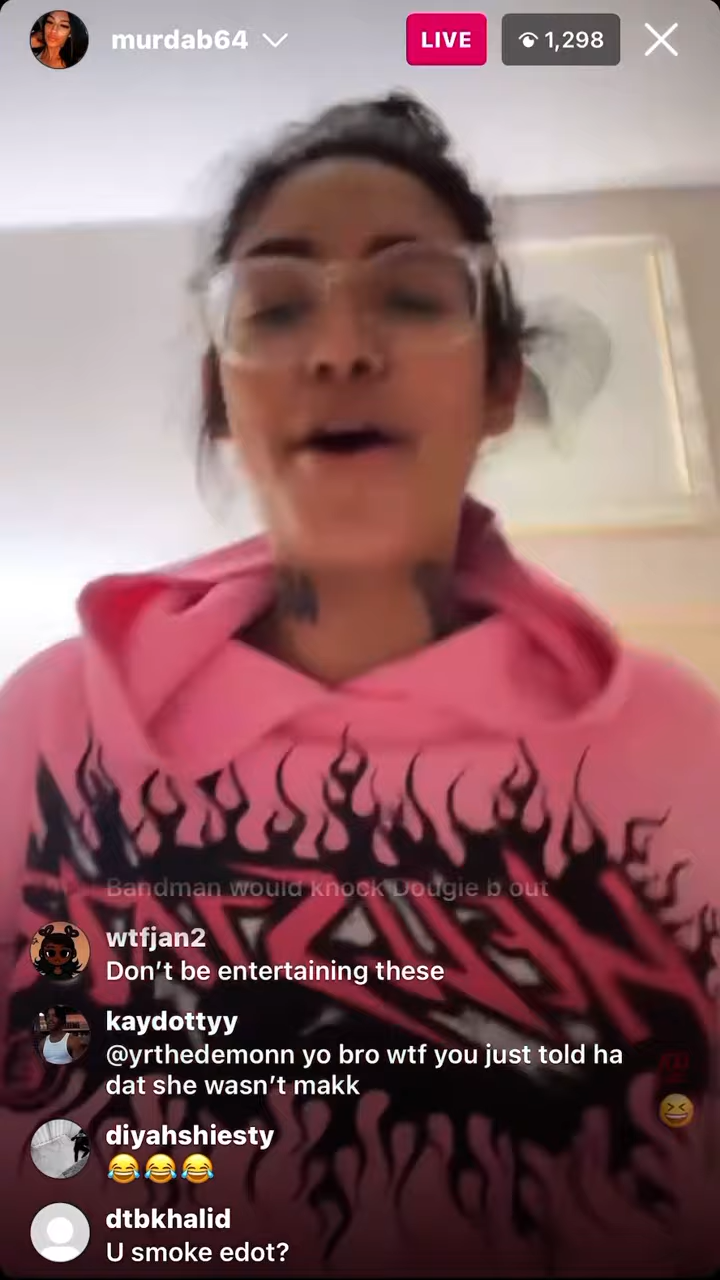 murdab64
LIVE
1,298
Bandman would knock Dougie b out
wtfjan2
Don’t be entertaining these
kaydottyy
@yrthedemonn yo bro wtf you just told ha
dat she wasn’t makk
diyahshiesty
😂😂😂
dtbkhalid
U smoke edot?